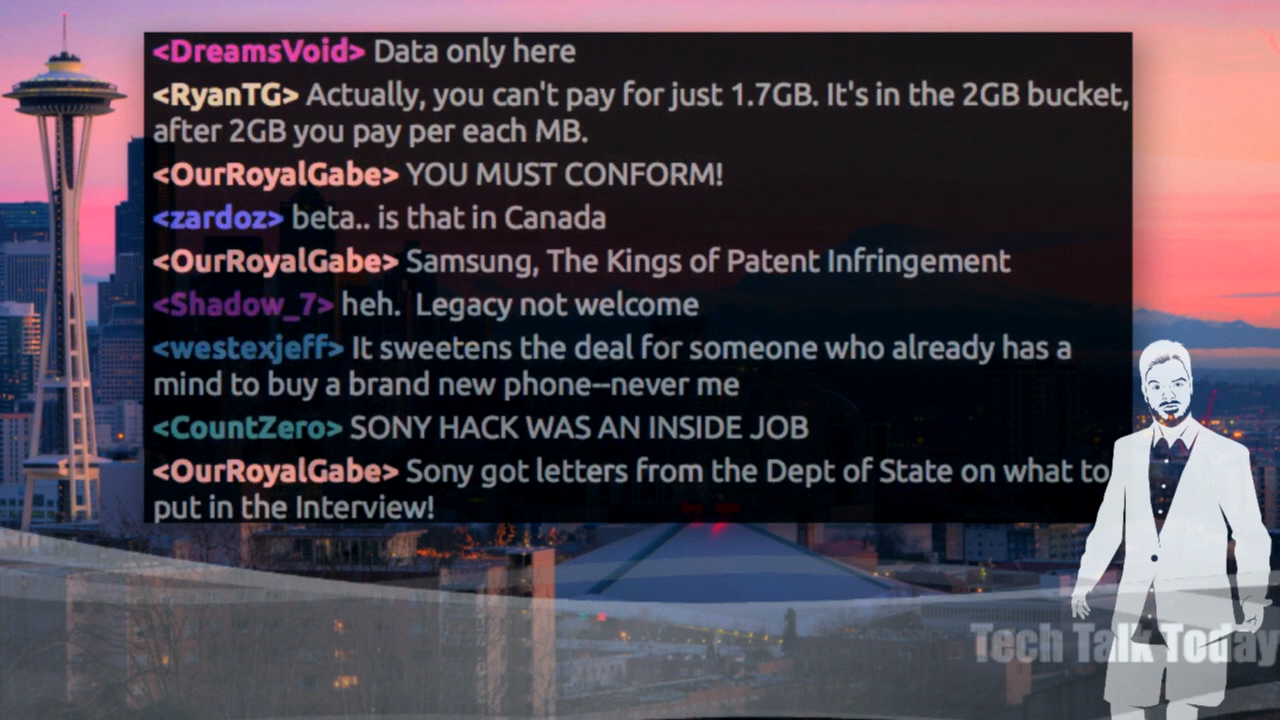 <DreamsVoid> Data only here
<RyanTG> Actually, you can't pay for just 1.7GB. It's in the 2GB bucket,
after 2GB you pay per each MB.
<OurRoyalGabe> YOU MUST CONFORM!
<zardoz> beta.. is that in Canada
<OurRoyalGabe> Samsung, The Kings of Patent Infringement
<Shadow_7> heh.  Legacy not welcome
<westexjeff> It sweetens the deal for someone who already has a
mind to buy a brand new phone--never me
<CountZero> SONY HACK WAS AN INSIDE JOB
<OurRoyalGabe> Sony got letters from the Dept of State on what to
put in the Interview!
Tech Talk Today